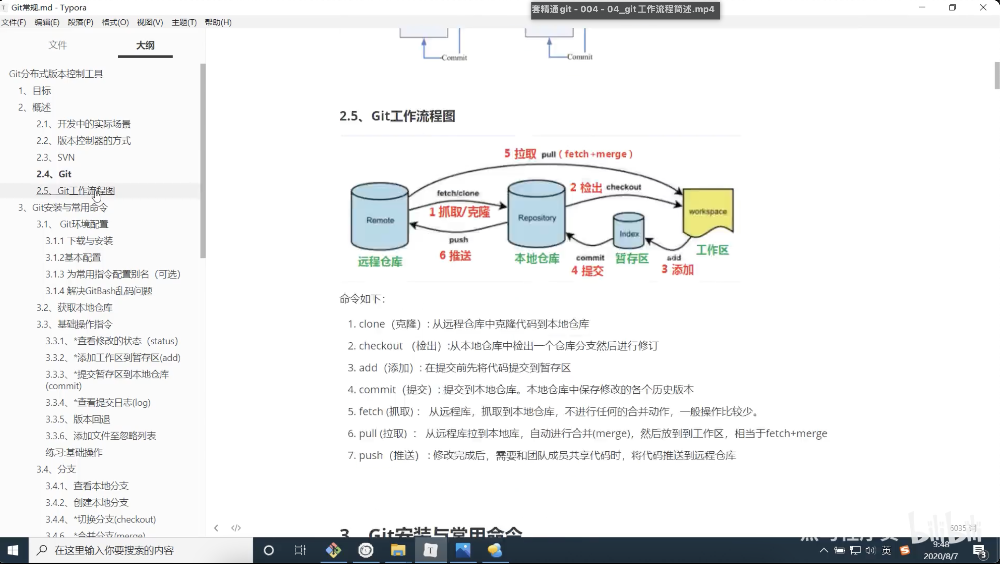 Git常规.md - Typora
套精通git - 004 - 04_git工作流程简述.mp4
文件(F) 编辑(E) 段落(P) 格式(O) 视图(V) 主题(T) 帮助(H)
文件 大纲
Git分布式版本控制工具
1、目标
2、概述
2.1、开发中的实际场景
2.2、版本控制器的方式
2.3、SVN
2.4、Git
2.5、Git工作流程图
3、Git安装与常用命令
3.1、 Git环境配置
3.1.1 下载与安装
3.1.2基本配置
3.1.3 为常用指令配置别名（可选）
3.1.4 解决GitBash乱码问题
3.2、获取本地仓库
3.3、基础操作指令
3.3.1、*查看修改的状态（status）
3.3.2、*添加工作区到暂存区(add)
3.3.3、*提交暂存区到本地仓库
(commit)
3.3.4、*查看提交日志(log)
3.3.5、版本回退
3.3.6、添加文件至忽略列表
练习:基础操作
3.4、分支
3.4.1、查看本地分支
3.4.2、创建本地分支
3.4.4、*切换分支(checkout)
3.4.6、*合并分支(merge)
Commit Commit
2.5、Git工作流程图
5 拉取 pull ( fetch+merge )
fetch/clone
2 检出 checkout
1 抓取/克隆
Remote
Repository
workspace
Index
push
6 推送
远程仓库
本地仓库
commit
4 提交
暂存区
add
3 添加
工作区
命令如下：
1. clone（克隆）: 从远程仓库中克隆代码到本地仓库
2. checkout （检出）:从本地仓库中检出一个仓库分支然后进行修订
3. add（添加）: 在提交前先将代码提交到暂存区
4. commit（提交）: 提交到本地仓库。本地仓库中保存修改的各个历史版本
5. fetch (抓取) ： 从远程库，抓取到本地仓库，不进行任何的合并动作，一般操作比较少。
6. pull (拉取) ： 从远程库拉到本地库，自动进行合并(merge)，然后放到到工作区，相当于fetch+merge
7. push（推送） : 修改完成后，需要和团队成员共享代码时，将代码推送到远程仓库
3、Git安装与常用命令
6035 词
bilibili
在这里输入你要搜索的内容
英
9:48
2020/8/7
3